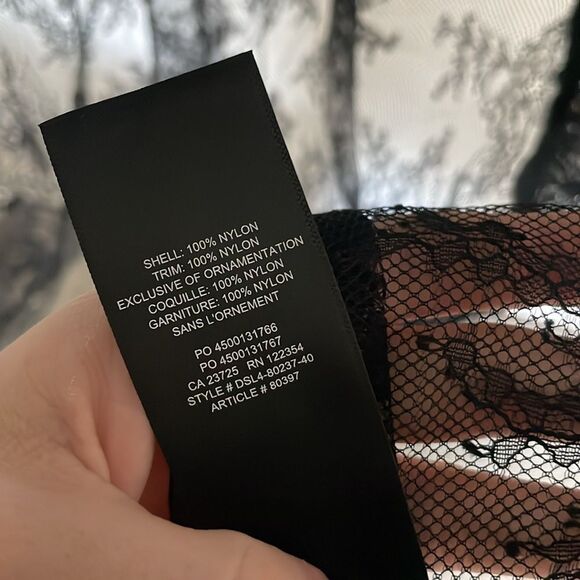 SHELL: 100% NYLON
TRIM: 100% NYLON
EXCLUSIVE OF ORNAMENTATION
COQUILLE: 100% NYLON
GARNITURE: 100% NYLON
SANS L'ORNEMENT
PO 4500131766
PO 4500131767
CA 23725 RN 122354
STYLE # DSL4-80237-40
ARTICLE # 80397